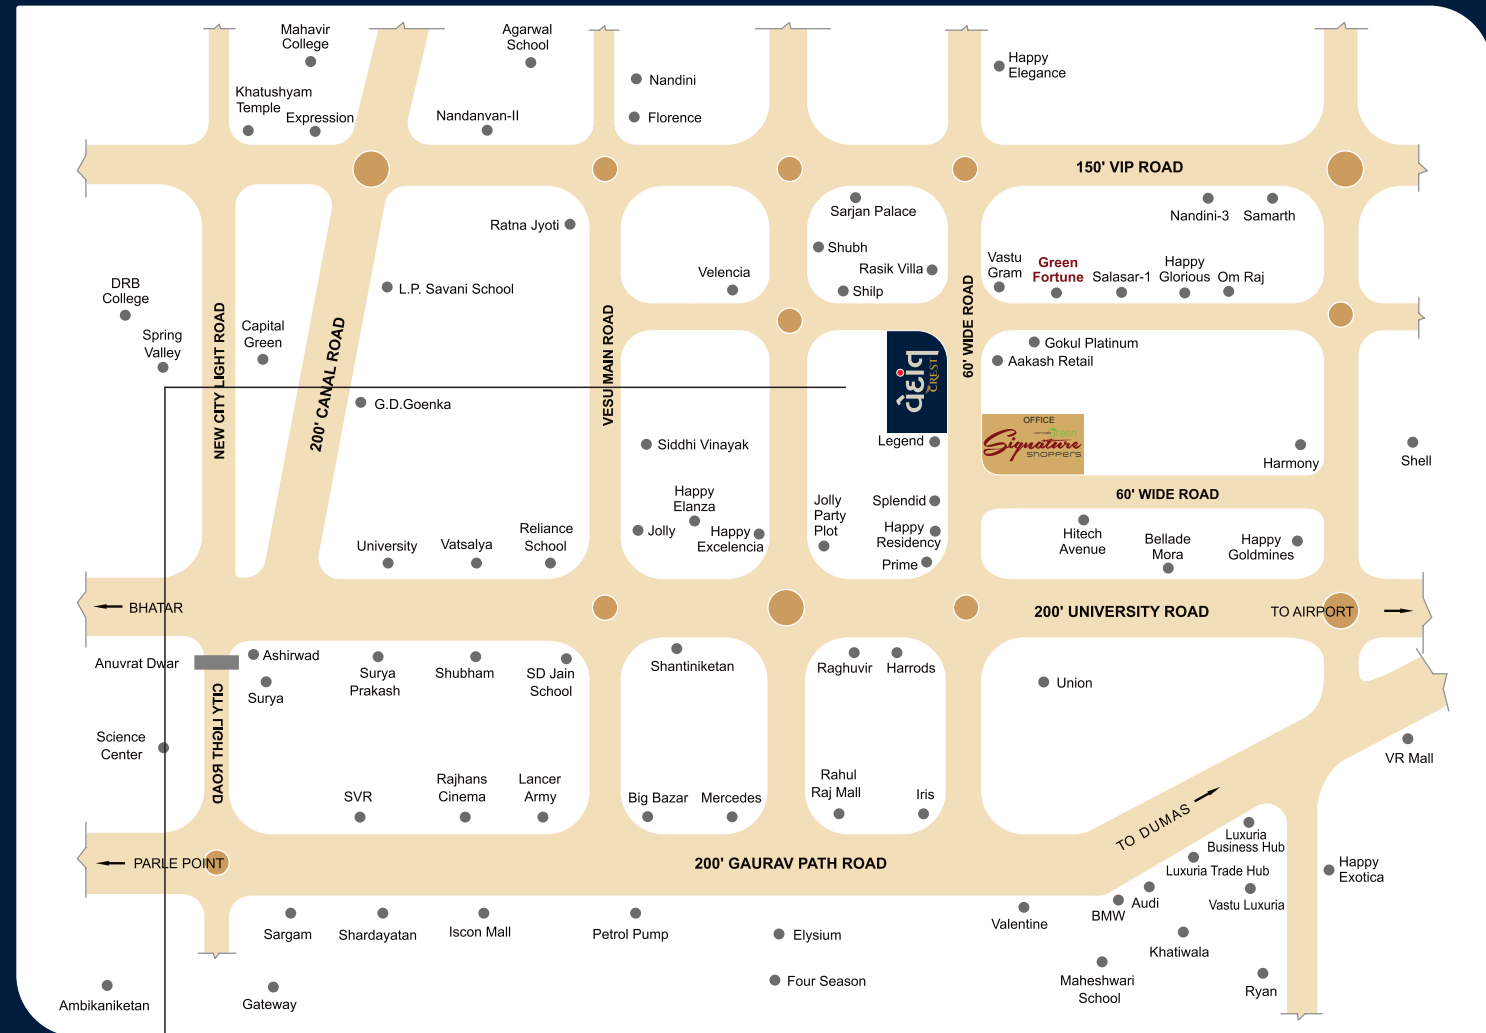 Mahavir
College
Agarwal
School
Nandini
Happy
Elegance
Khatushyam
Temple
Expression
Nandanvan-II
Florence
150' VIP ROAD
Ratna Jyoti
Sarjan Palace
Nandini-3
Samarth
Shubh
Rasik Villa
Shilp
Velencia
Vastu
Gram
Green
Fortune
Salasar-1
Happy
Glorious
Om Raj
DRB
College
L.P. Savani School
Spring
Valley
Capital
Green
NEW CITY LIGHT ROAD
200' CANAL ROAD
VESU MAIN ROAD
60' WIDE ROAD
Gokul Platinum
Aakash Retail
CREST
G.D.Goenka
OFFICE
Signature
SHOPPERS
Siddhi Vinayak
Legend
Harmony
Shell
60' WIDE ROAD
Happy
Elanza
Jolly
Happy
Excelencia
Jolly
Party
Plot
Splendid
Happy
Residency
Prime
Hitech
Avenue
Bellade
Mora
Happy
Goldmines
University
Vatsalya
Reliance
School
BHATAR
200' UNIVERSITY ROAD
TO AIRPORT
Anuvrat Dwar
Ashirwad
Surya
Surya
Prakash
Shubham
SD Jain
School
Shantiniketan
Raghuvir
Harrods
Union
CITY LIGHT ROAD
Science
Center
VR Mall
SVR
Rajhans
Cinema
Lancer
Army
Big Bazar
Mercedes
Rahul
Raj Mall
Iris
TO DUMAS
PARLE POINT
200' GAURAV PATH ROAD
Luxuria
Business Hub
Luxuria Trade Hub
Happy
Exotica
Vastu Luxuria
Audi
BMW
Valentine
Sargam
Shardayatan
Iscon Mall
Petrol Pump
Elysium
Khatiwala
Four Season
Maheshwari
School
Ryan
Ambikaniketan
Gateway